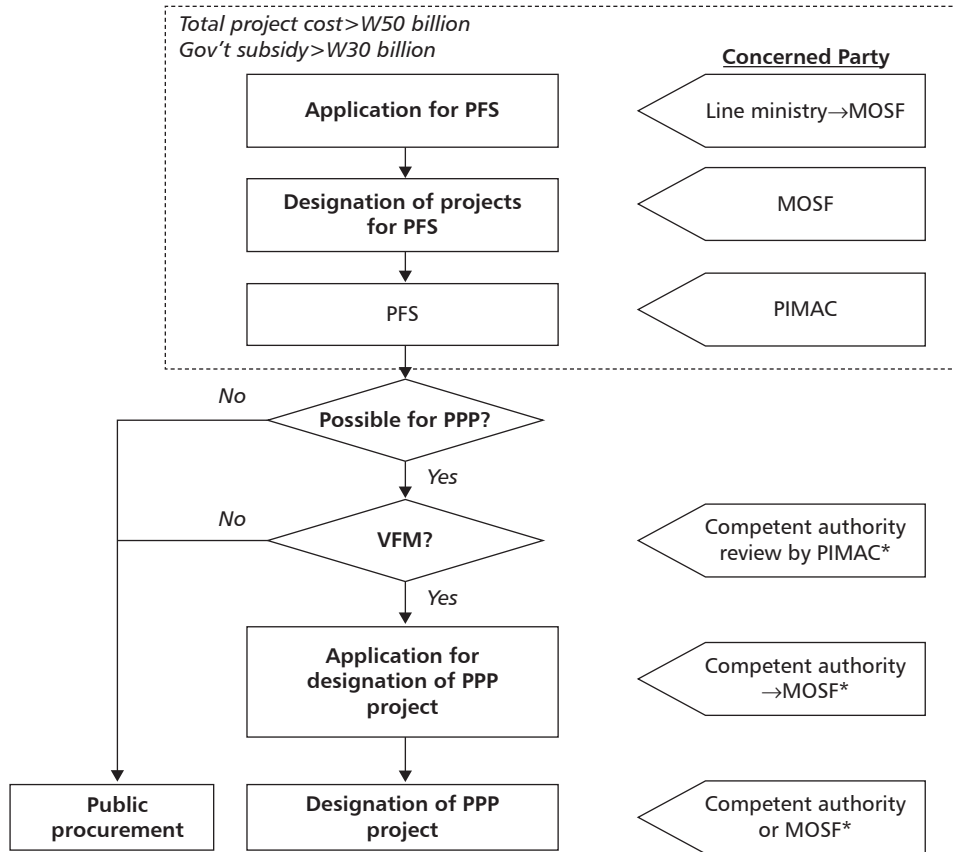 Total project cost>W50 billion
Gov't subsidy>W30 billion
Concerned Party
Application for PFS
Line ministry→MOSF
Designation of projects
for PFS
MOSF
PFS
PIMAC
No
Possible for PPP?
Yes
No
VFM?
Competent authority
review by PIMAC*
Yes
Application for
designation of PPP
project
Competent authority
→MOSF*
Public
procurement
Designation of PPP
project
Competent authority
or MOSF*